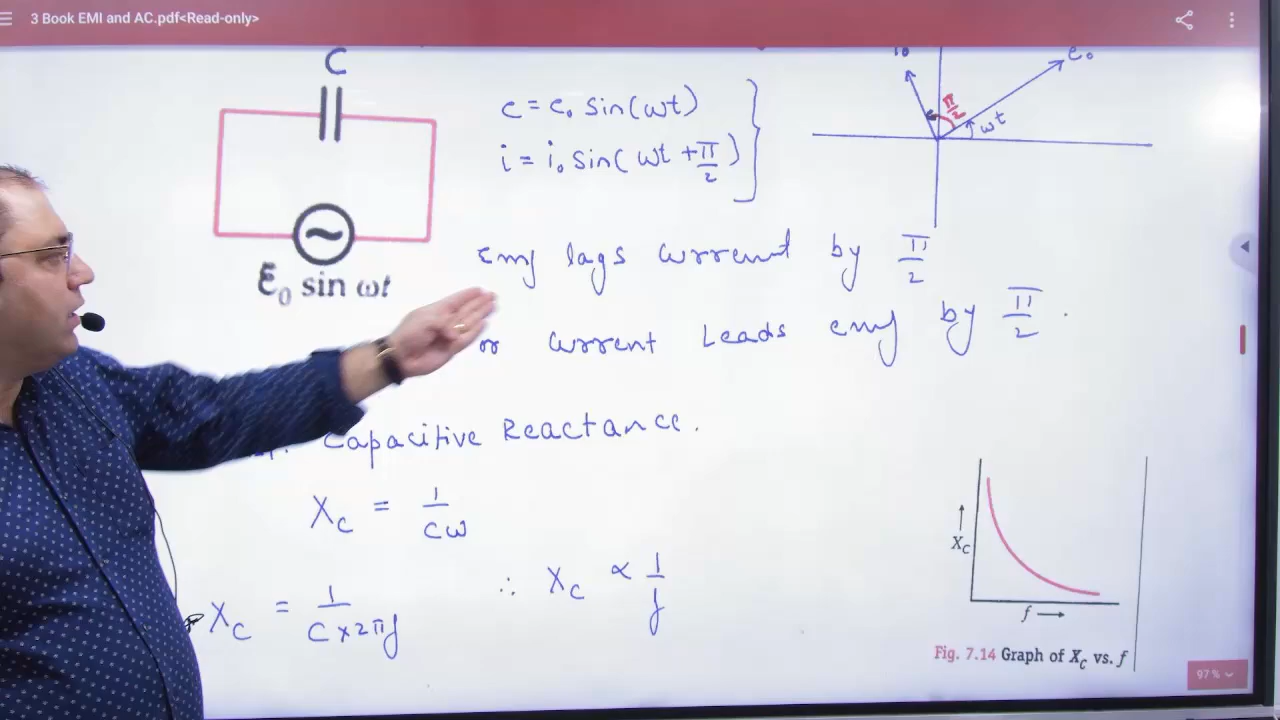 3 Book EMI and AC.pdf<Read-only>
C
e = e₀ sin(ωt)
i = i₀ sin(ωt + π/2)
e₀
π/2
ωt
ℰ₀ sin ωt
emf lags current by π/2
or current Leads emf by π/2 .
Capacitive Reactance.
X_C = 1/Cω
X_C = 1/C×2πf
∴ X_C ∝ 1/f
X_C
f
Fig. 7.14 Graph of X_C vs. f
97 %